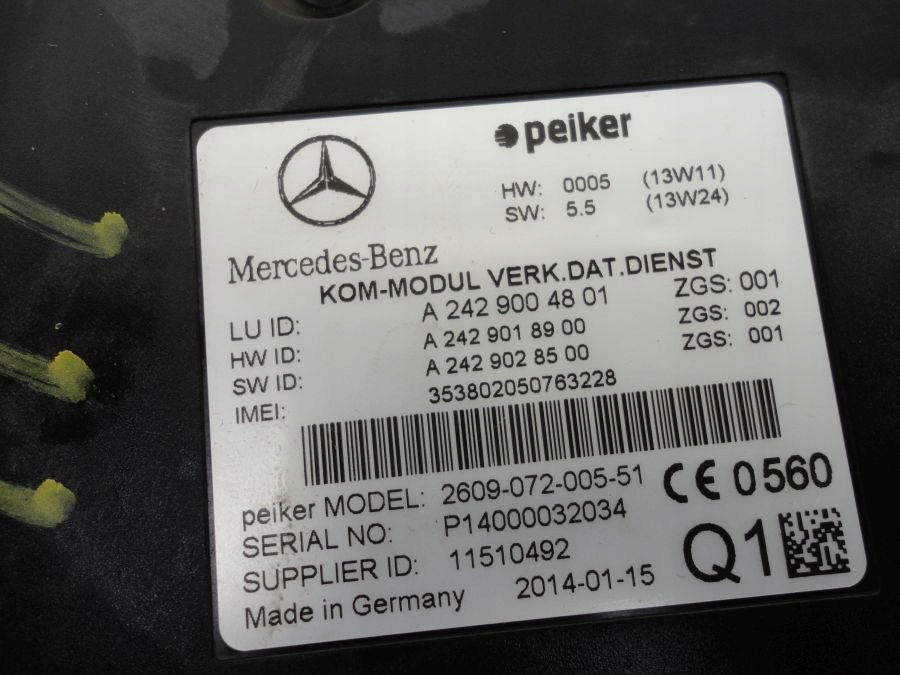 peiker
HW: 0005 (13W11)
SW: 5.5 (13W24)
Mercedes-Benz
KOM-MODUL VERK.DAT.DIENST
LU ID: A 242 900 48 01 ZGS: 001
HW ID: A 242 901 89 00 ZGS: 002
SW ID: A 242 902 85 00 ZGS: 001
IMEI: 353802050763228
peiker MODEL: 2609-072-005-51 CE 0560
SERIAL NO: P14000032034
SUPPLIER ID: 11510492 Q1
Made in Germany 2014-01-15